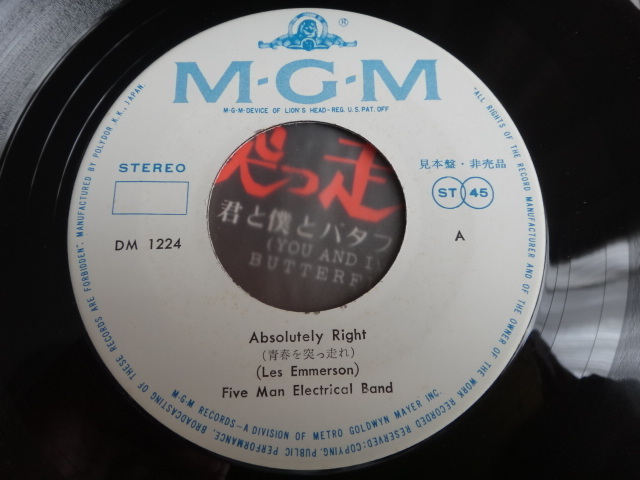 ®
M-G-M
M-G-M-DEVICE OF LION'S HEAD-REG. U.S. PAT. OFF
STEREO
見本盤・非売品
ST 45
DM 1224
A
突っ走
君と僕とバタフ
(YOU AND I)
BUTTERF
Absolutely Right
(青春を突っ走れ)
(Les Emmerson)
Five Man Electrical Band
M-G-M RECORDS-A DIVISION OF METRO GOLDWYN MAYER INC.
"ALL RIGHTS OF THE RECORD MANUFACTURER AND OF THE OWNER OF THE WORK RECORDED RESERVED: COPYING, PUBLIC PERFORMANCE, BROADCASTING OF THESE RECORDS ARE FORBIDDEN". MANUFACTURED BY POLYDOR K.K., JAPAN.